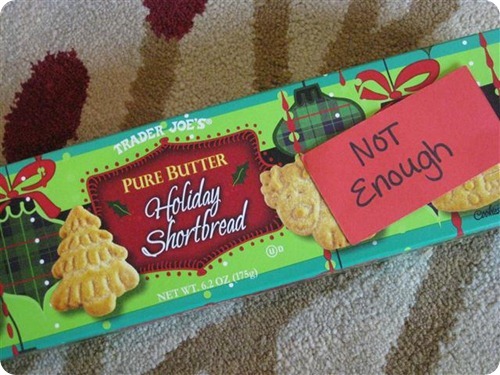 TRADER JOE'S®
PURE BUTTER
Holiday
Shortbread
NET WT. 6.2 OZ (175g)
U D
NOT
Enough